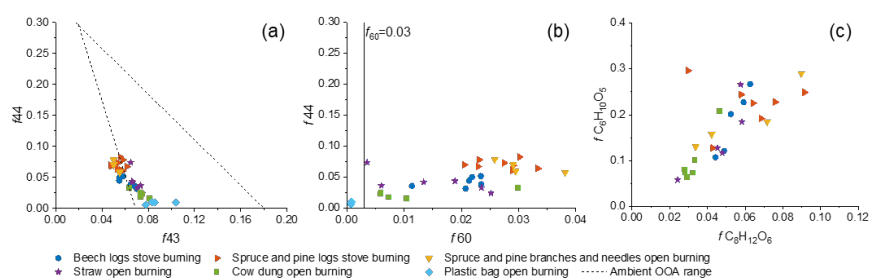 (a)
f44
0.30
0.25
0.20
0.15
0.10
0.05
0.00
0.00 0.04 0.08 0.12 0.16 0.20
f43
(b)
f60=0.03
f 44
0.30
0.25
0.20
0.15
0.10
0.05
0.00
0.00 0.01 0.02 0.03 0.04
f 60
(c)
f C6H10O5
0.4
0.3
0.2
0.1
0.0
0.00 0.02 0.04 0.06 0.08 0.10 0.12
f C8H12O6
Beech logs stove burning Spruce and pine logs stove burning Spruce and pine branches and needles open burning
Straw open burning Cow dung open burning Plastic bag open burning Ambient OOA range